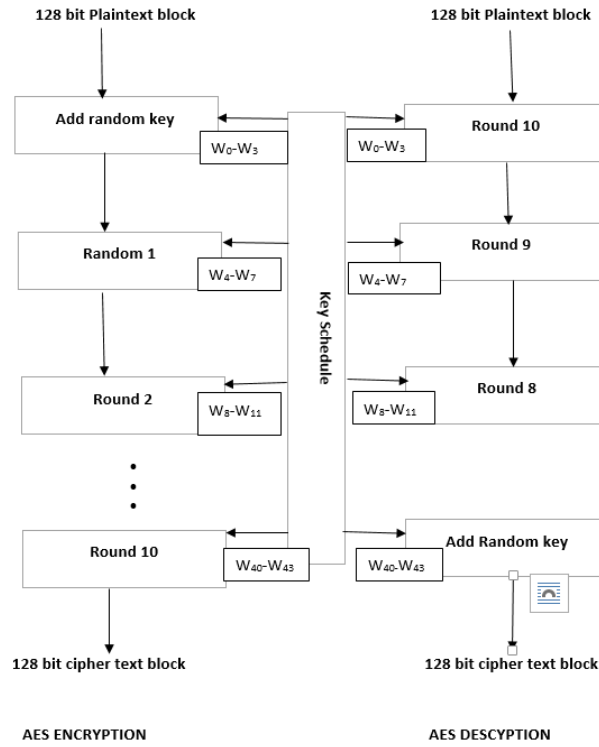 128 bit Plaintext block
128 bit Plaintext block
Add random key
Round 10
W₀-W₃
W₀-W₃
Random 1
Round 9
W₄-W₇
W₄-W₇
Key Schedule
Round 2
Round 8
W₈-W₁₁
W₈-W₁₁
Round 10
Add Random key
W₄₀-W₄₃
W₄₀-W₄₃
128 bit cipher text block
128 bit cipher text block
AES ENCRYPTION
AES DESCYPTION